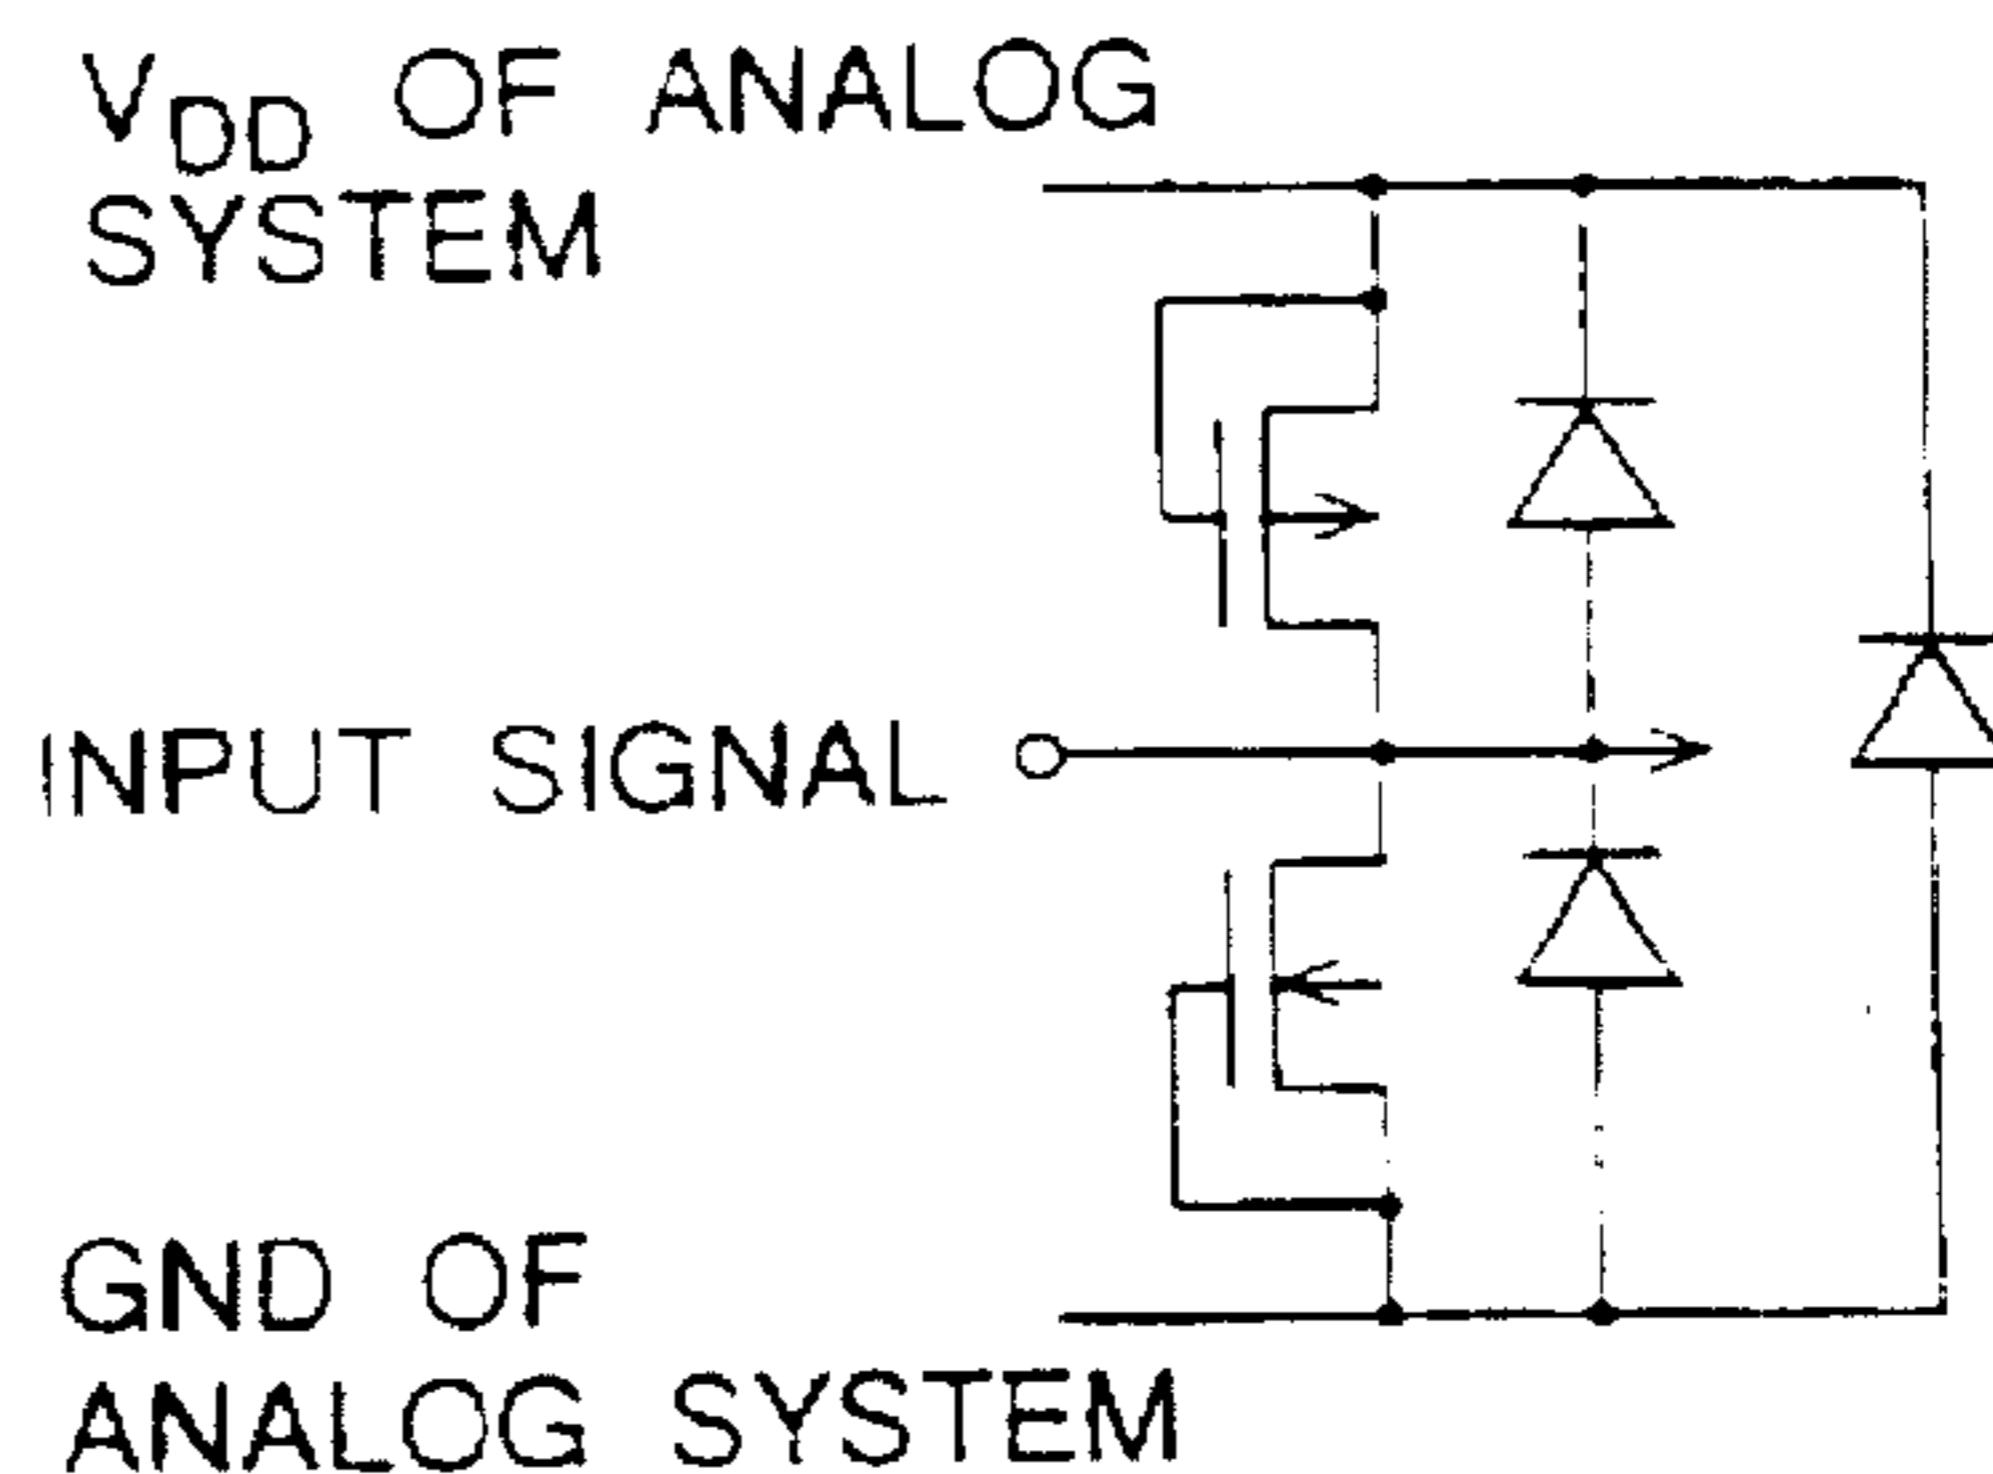 VDD OF ANALOG
SYSTEM
INPUT SIGNAL
GND OF
ANALOG SYSTEM